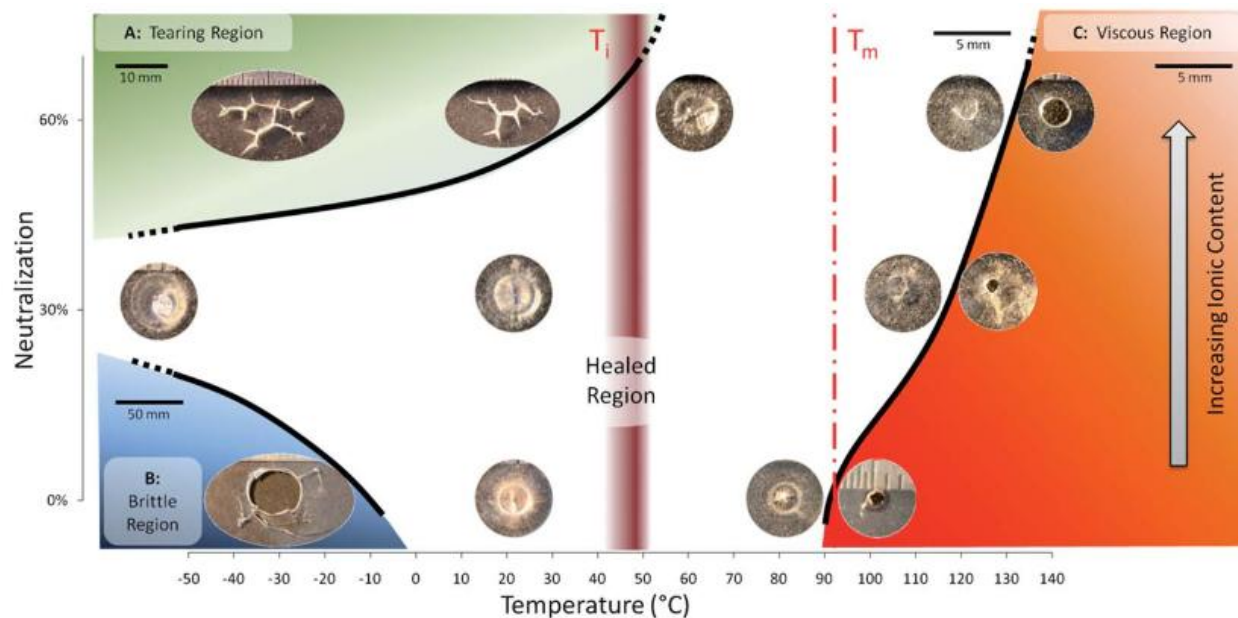 A: Tearing Region
10 mm
T_i
T_m
5 mm
C: Viscous Region
5 mm
60%
30%
0%
Neutralization
Healed
Region
50 mm
B:
Brittle
Region
Increasing Ionic Content
-50 -40 -30 -20 -10 0 10 20 30 40 50 60 70 80 90 100 110 120 130 140
Temperature (°C)